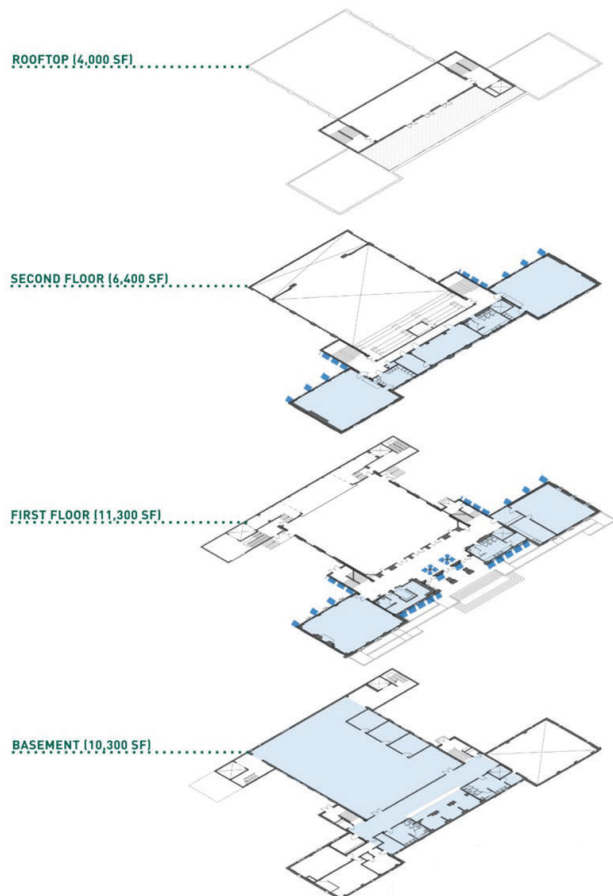 ROOFTOP (4,000 SF)
SECOND FLOOR (6,400 SF)
FIRST FLOOR (11,300 SF)
BASEMENT (10,300 SF)